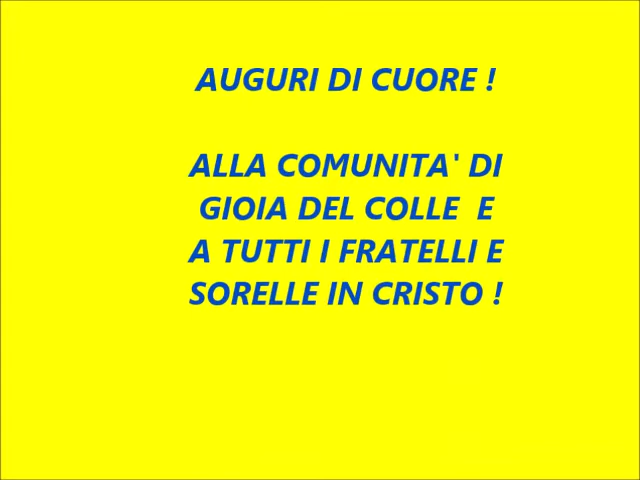 AUGURI DI CUORE !
ALLA COMUNITA' DI
GIOIA DEL COLLE  E
A TUTTI I FRATELLI E
SORELLE IN CRISTO !